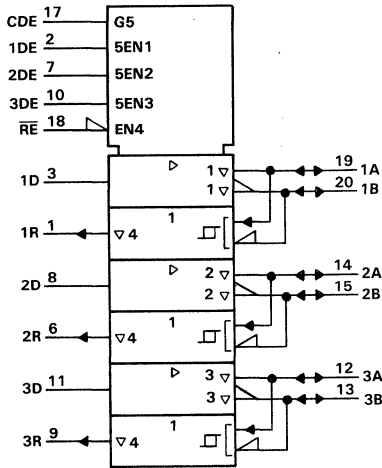 CDE 17 G5
1DE 2 5EN1
2DE 7 5EN2
3DE 10 5EN3
RE 18 EN4
1D 3 ▷ 1 ▽ 19 1A
1 ▽ 20 1B
1R 1 ▽ 4 1
2D 8 ▷ 2 ▽ 14 2A
2 ▽ 15 2B
2R 6 ▽ 4 1
3D 11 ▷ 3 ▽ 12 3A
3 ▽ 13 3B
3R 9 ▽ 4 1